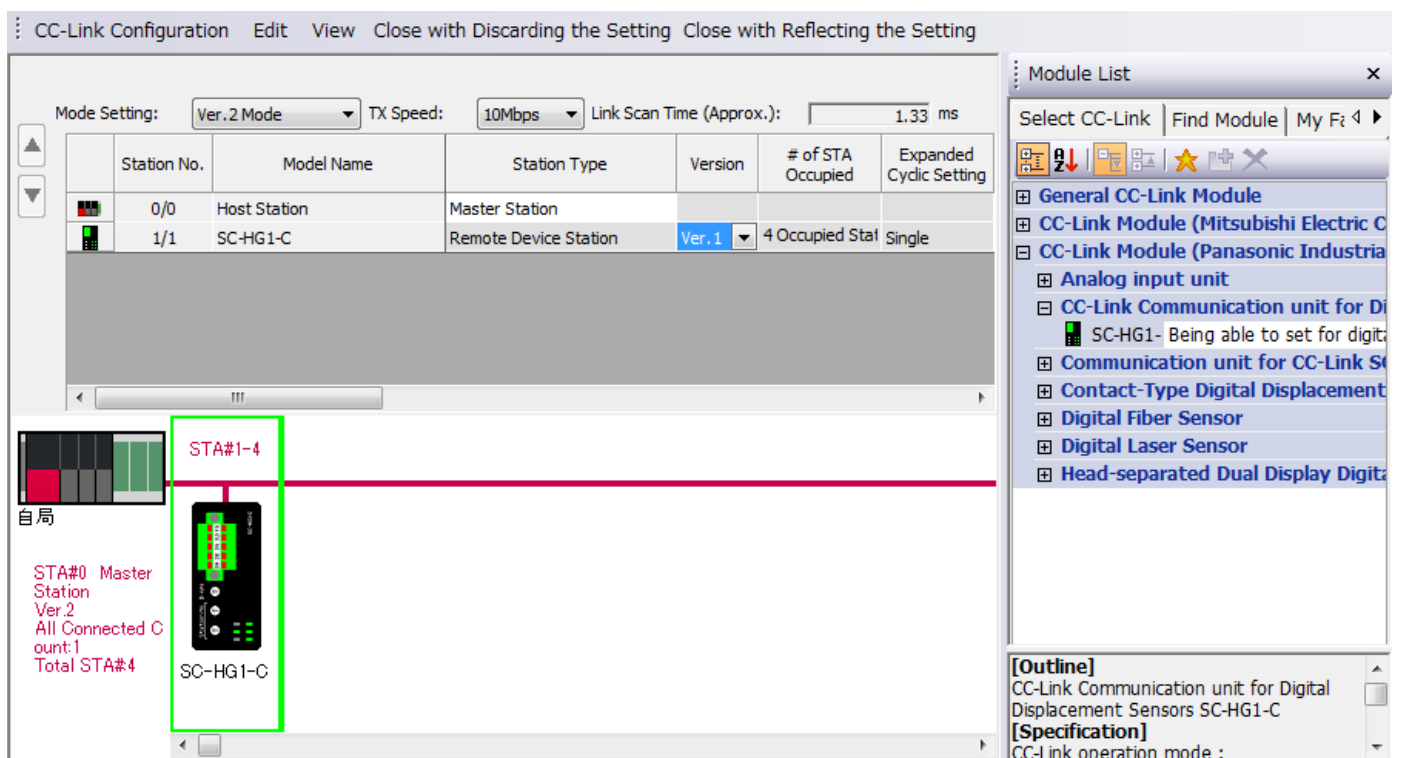 CC-Link Configuration Edit View Close with Discarding the Setting Close with Reflecting the Setting
Mode Setting: Ver.2 Mode TX Speed: 10Mbps Link Scan Time (Approx.): 1.33 ms
Station No. Model Name Station Type Version # of STA Occupied Expanded Cyclic Setting
0/0 Host Station Master Station
1/1 SC-HG1-C Remote Device Station Ver.1 4 Occupied Stat Single
STA#1-4
自局
STA#0 Master
Station
Ver.2
All Connected C
ount:1
Total STA#4
SC-HG1-C
Module List
Select CC-Link Find Module My Fa
General CC-Link Module
CC-Link Module (Mitsubishi Electric C
CC-Link Module (Panasonic Industria
Analog input unit
CC-Link Communication unit for Di
SC-HG1- Being able to set for digita
Communication unit for CC-Link
Contact-Type Digital Displacement
Digital Fiber Sensor
Digital Laser Sensor
Head-separated Dual Display Digita
[Outline]
CC-Link Communication unit for Digital
Displacement Sensors SC-HG1-C
[Specification]
CC-Link operation mode :